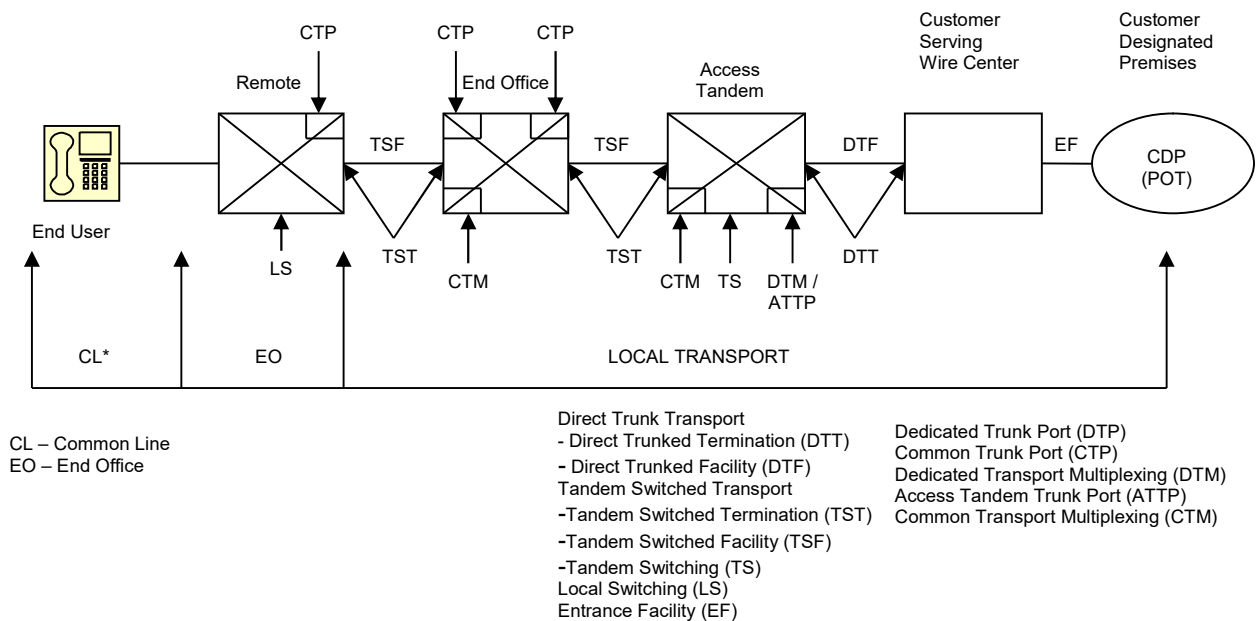 Customer
Serving
Wire Center
Customer
Designated
Premises
CTP
CTP
CTP
Remote
End Office
Access
Tandem
TSF
TSF
DTF
EF
CDP
(POT)
End User
LS
TST
CTM
TST
CTM
TS
DTM /
ATTP
DTT
CL*
EO
LOCAL TRANSPORT
CL – Common Line
EO – End Office
Direct Trunk Transport
- Direct Trunked Termination (DTT)
- Direct Trunked Facility (DTF)
Tandem Switched Transport
-Tandem Switched Termination (TST)
-Tandem Switched Facility (TSF)
-Tandem Switching (TS)
Local Switching (LS)
Entrance Facility (EF)
Dedicated Trunk Port (DTP)
Common Trunk Port (CTP)
Dedicated Transport Multiplexing (DTM)
Access Tandem Trunk Port (ATTP)
Common Transport Multiplexing (CTM)